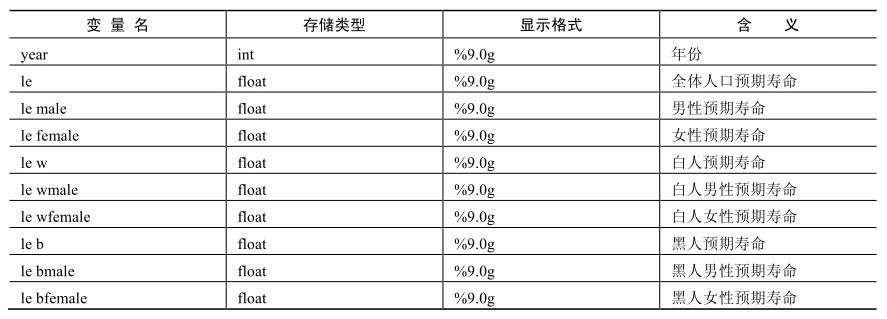 变 量 名 存储类型 显示格式 含 义
year int %9.0g 年份
le float %9.0g 全体人口预期寿命
le male float %9.0g 男性预期寿命
le female float %9.0g 女性预期寿命
le w float %9.0g 白人预期寿命
le wmale float %9.0g 白人男性预期寿命
le wfemale float %9.0g 白人女性预期寿命
le b float %9.0g 黑人预期寿命
le bmale float %9.0g 黑人男性预期寿命
le bfemale float %9.0g 黑人女性预期寿命